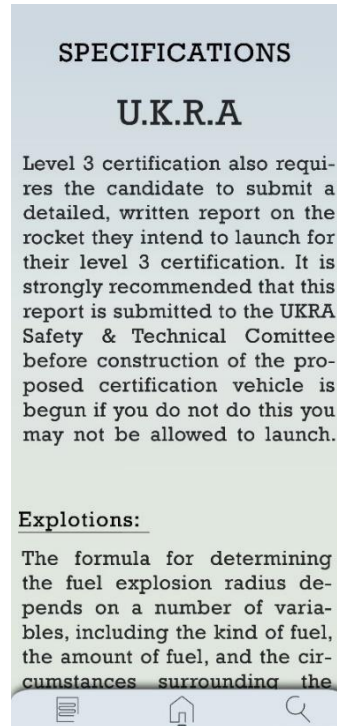 SPECIFICATIONS
U.K.R.A
Level 3 certification also requi-
res the candidate to submit a
detailed, written report on the
rocket they intend to launch for
their level 3 certification. It is
strongly recommended that this
report is submitted to the UKRA
Safety & Technical Comittee
before construction of the pro-
posed certification vehicle is
begun if you do not do this you
may not be allowed to launch.
Explotions:
The formula for determining
the fuel explosion radius de-
pends on a number of varia-
bles, including the kind of fuel,
the amount of fuel, and the cir-
cumstances surrounding the